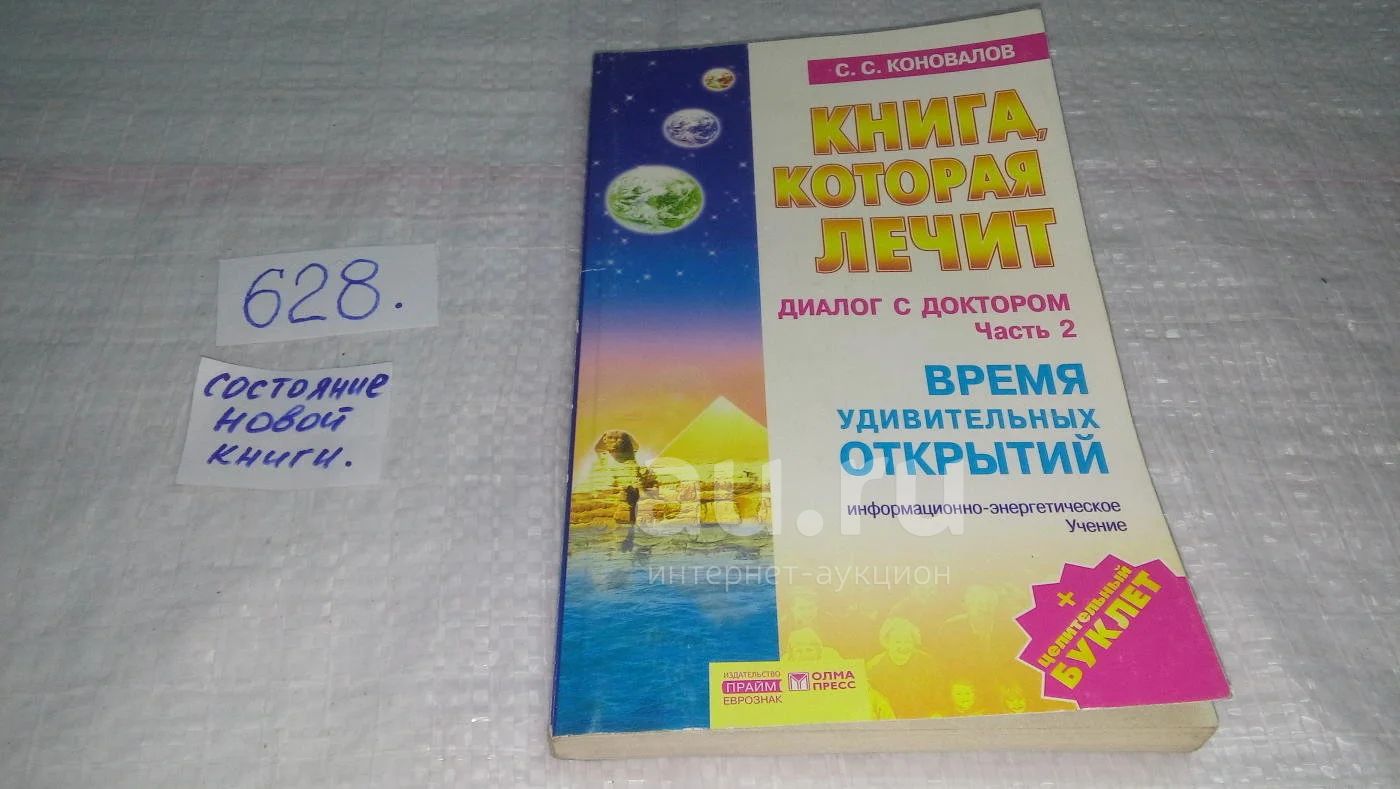 628.
состояние
новой
книги.
С. С. КОНОВАЛОВ
КНИГА,
КОТОРАЯ
ЛЕЧИТ
ДИАЛОГ С ДОКТОРОМ
Часть 2
ВРЕМЯ
УДИВИТЕЛЬНЫХ
ОТКРЫТИЙ
информационно-энергетическое
Учение
au.ru
интернет-аукцион
+
целительный
БУКЛЕТ
ИЗДАТЕЛЬСТВО
ПРАЙМ
ЕВРОЗНАК
ОЛМА
ПРЕСС